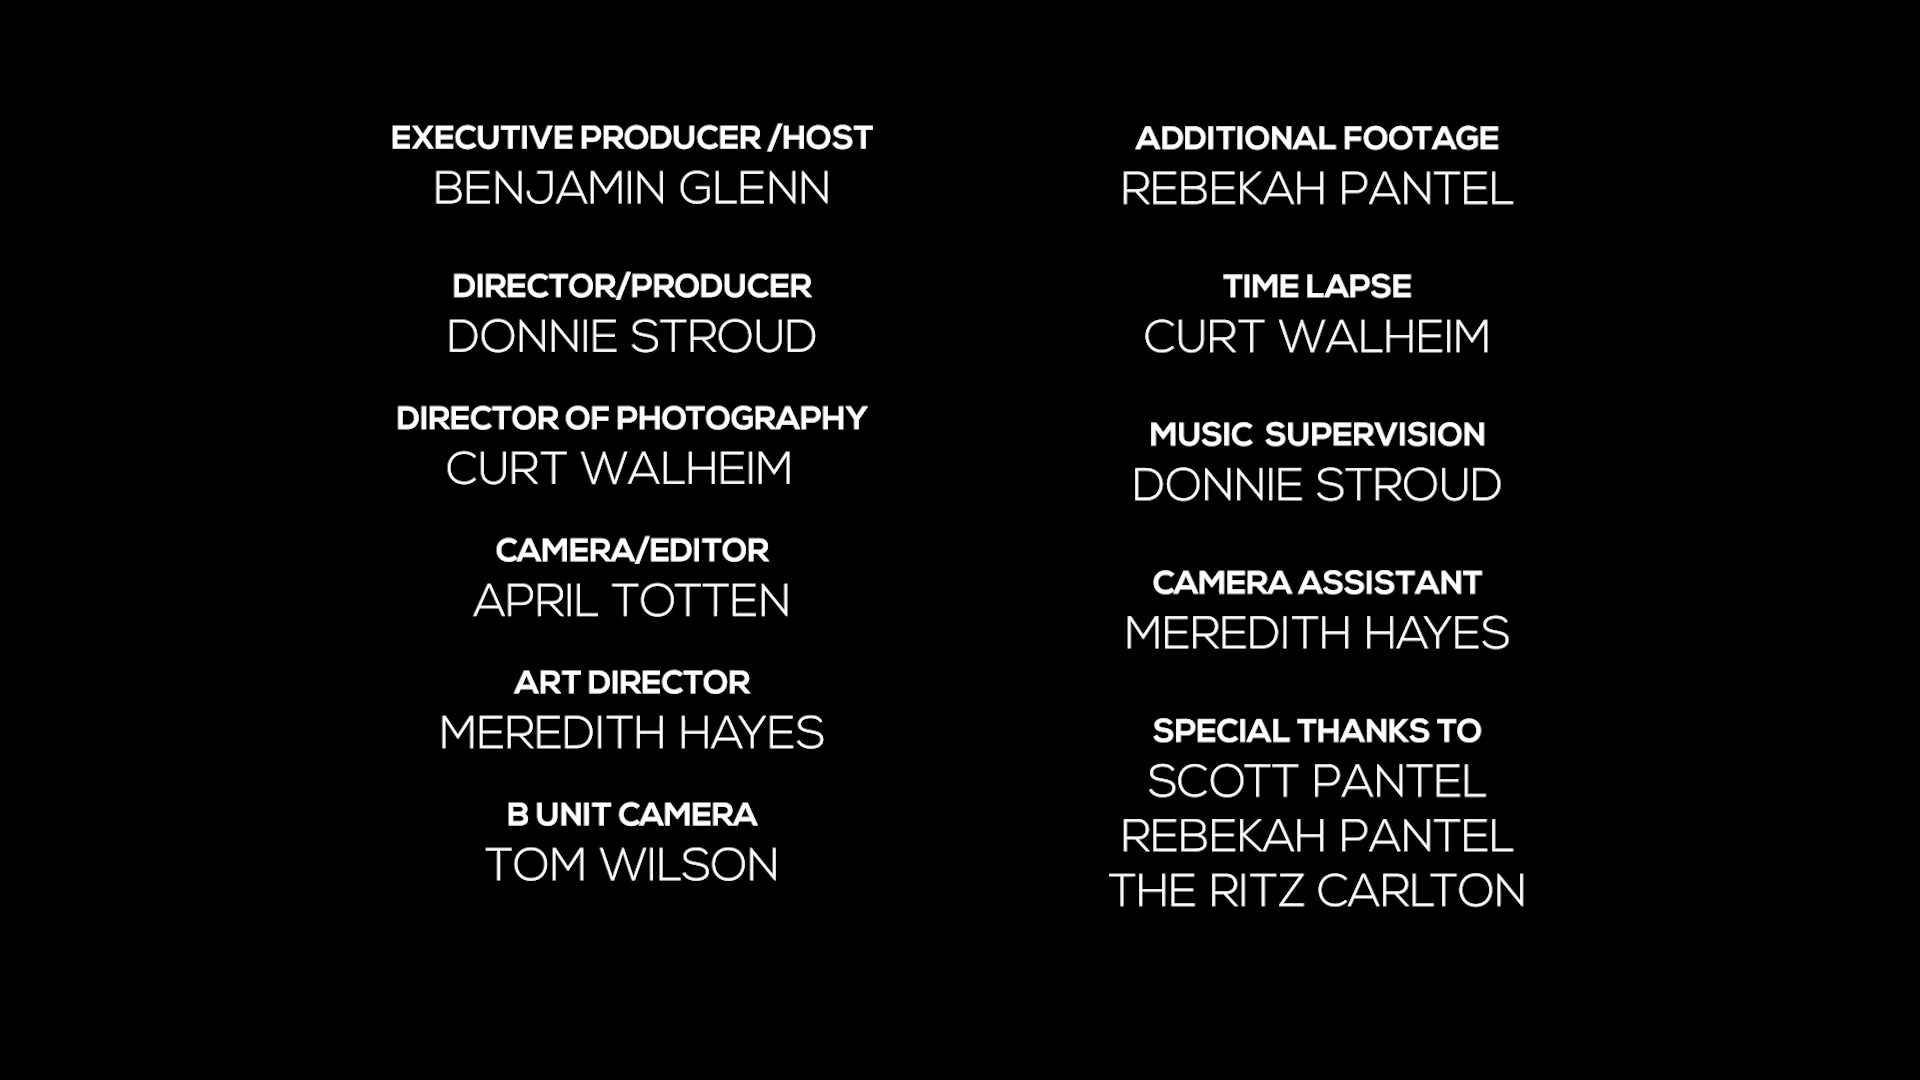 EXECUTIVE PRODUCER /HOST
BENJAMIN GLENN
DIRECTOR/PRODUCER
DONNIE STROUD
DIRECTOR OF PHOTOGRAPHY
CURT WALHEIM
CAMERA/EDITOR
APRIL TOTTEN
ART DIRECTOR
MEREDITH HAYES
B UNIT CAMERA
TOM WILSON
ADDITIONAL FOOTAGE
REBEKAH PANTEL
TIME LAPSE
CURT WALHEIM
MUSIC SUPERVISION
DONNIE STROUD
CAMERA ASSISTANT
MEREDITH HAYES
SPECIAL THANKS TO
SCOTT PANTEL
REBEKAH PANTEL
THE RITZ CARLTON